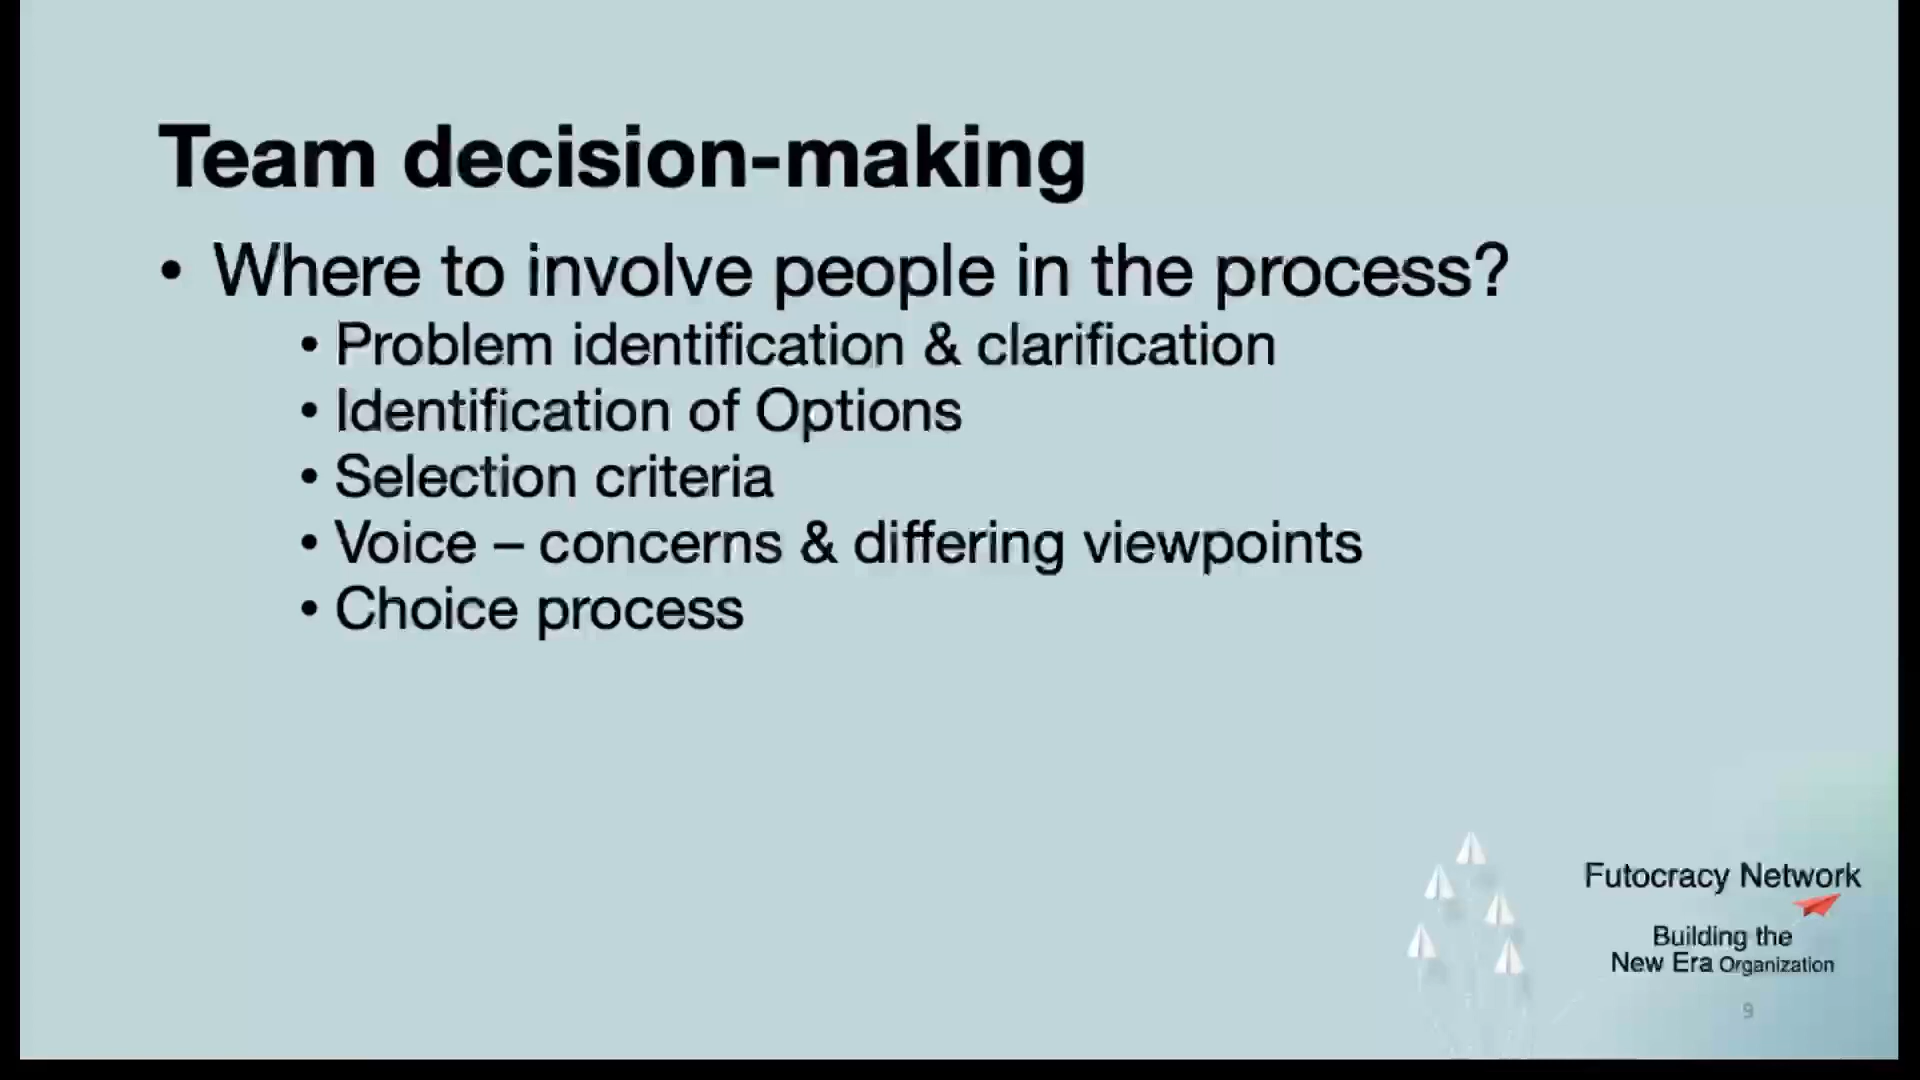 Team decision-making
• Where to involve people in the process?
• Problem identification & clarification
• Identification of Options
• Selection criteria
• Voice – concerns & differing viewpoints
• Choice process
Futocracy Network
Building the
New Era Organization
9